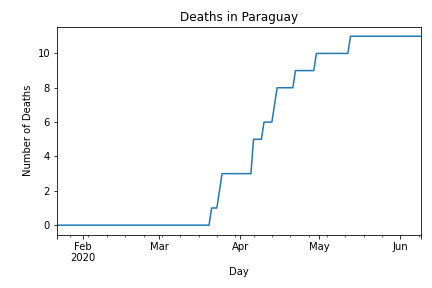 Deaths in Paraguay
Number of Deaths
10
8
6
4
2
0
Feb
2020
Mar
Apr
May
Jun
Day